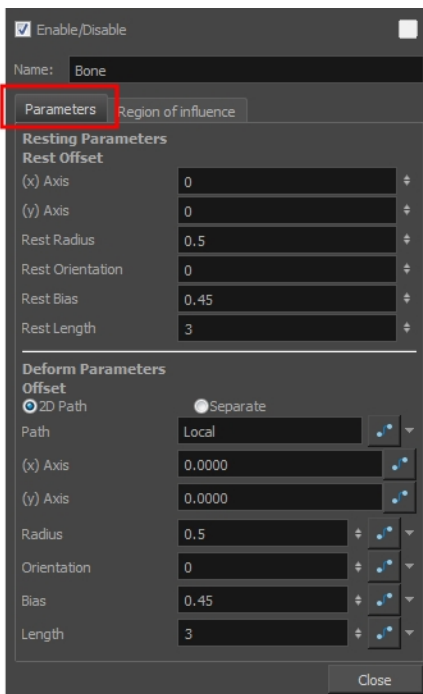 Enable/Disable
Name: Bone
Parameters Region of influence
Resting Parameters
Rest Offset
(x) Axis 0
(y) Axis 0
Rest Radius 0.5
Rest Orientation 0
Rest Bias 0.45
Rest Length 3
Deform Parameters
Offset
2D Path Separate
Path Local
(x) Axis 0.0000
(y) Axis 0.0000
Radius 0.5
Orientation 0
Bias 0.45
Length 3
Close